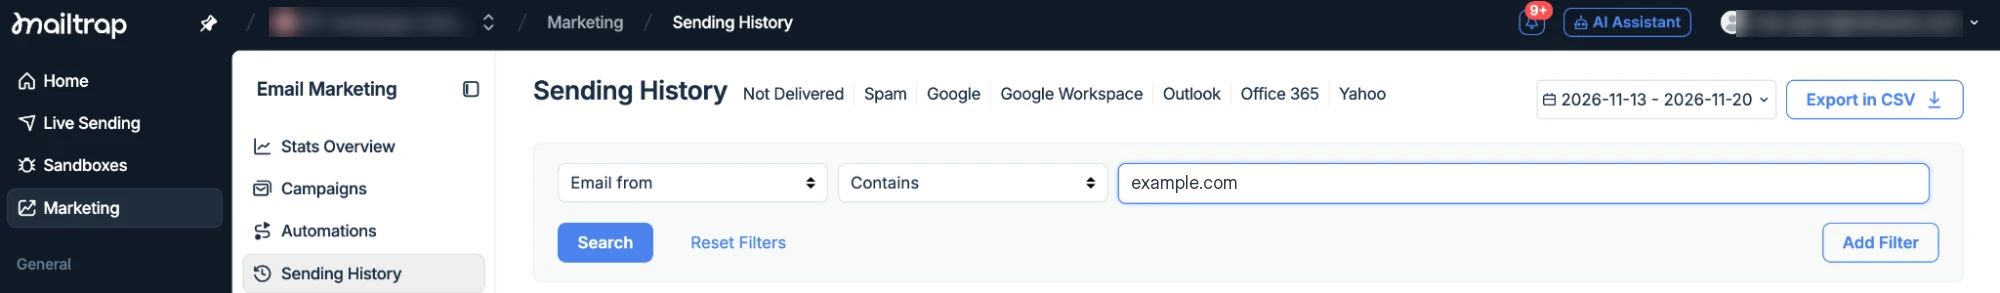 mailtrap / / Marketing / Sending History 9+ AI Assistant
Home
Live Sending
Sandboxes
Marketing
General
Email Marketing
Stats Overview
Campaigns
Automations
Sending History
Sending History Not Delivered Spam Google Google Workspace Outlook Office 365 Yahoo 2026-11-13 - 2026-11-20 Export in CSV
Email from Contains example.com
Search Reset Filters Add Filter